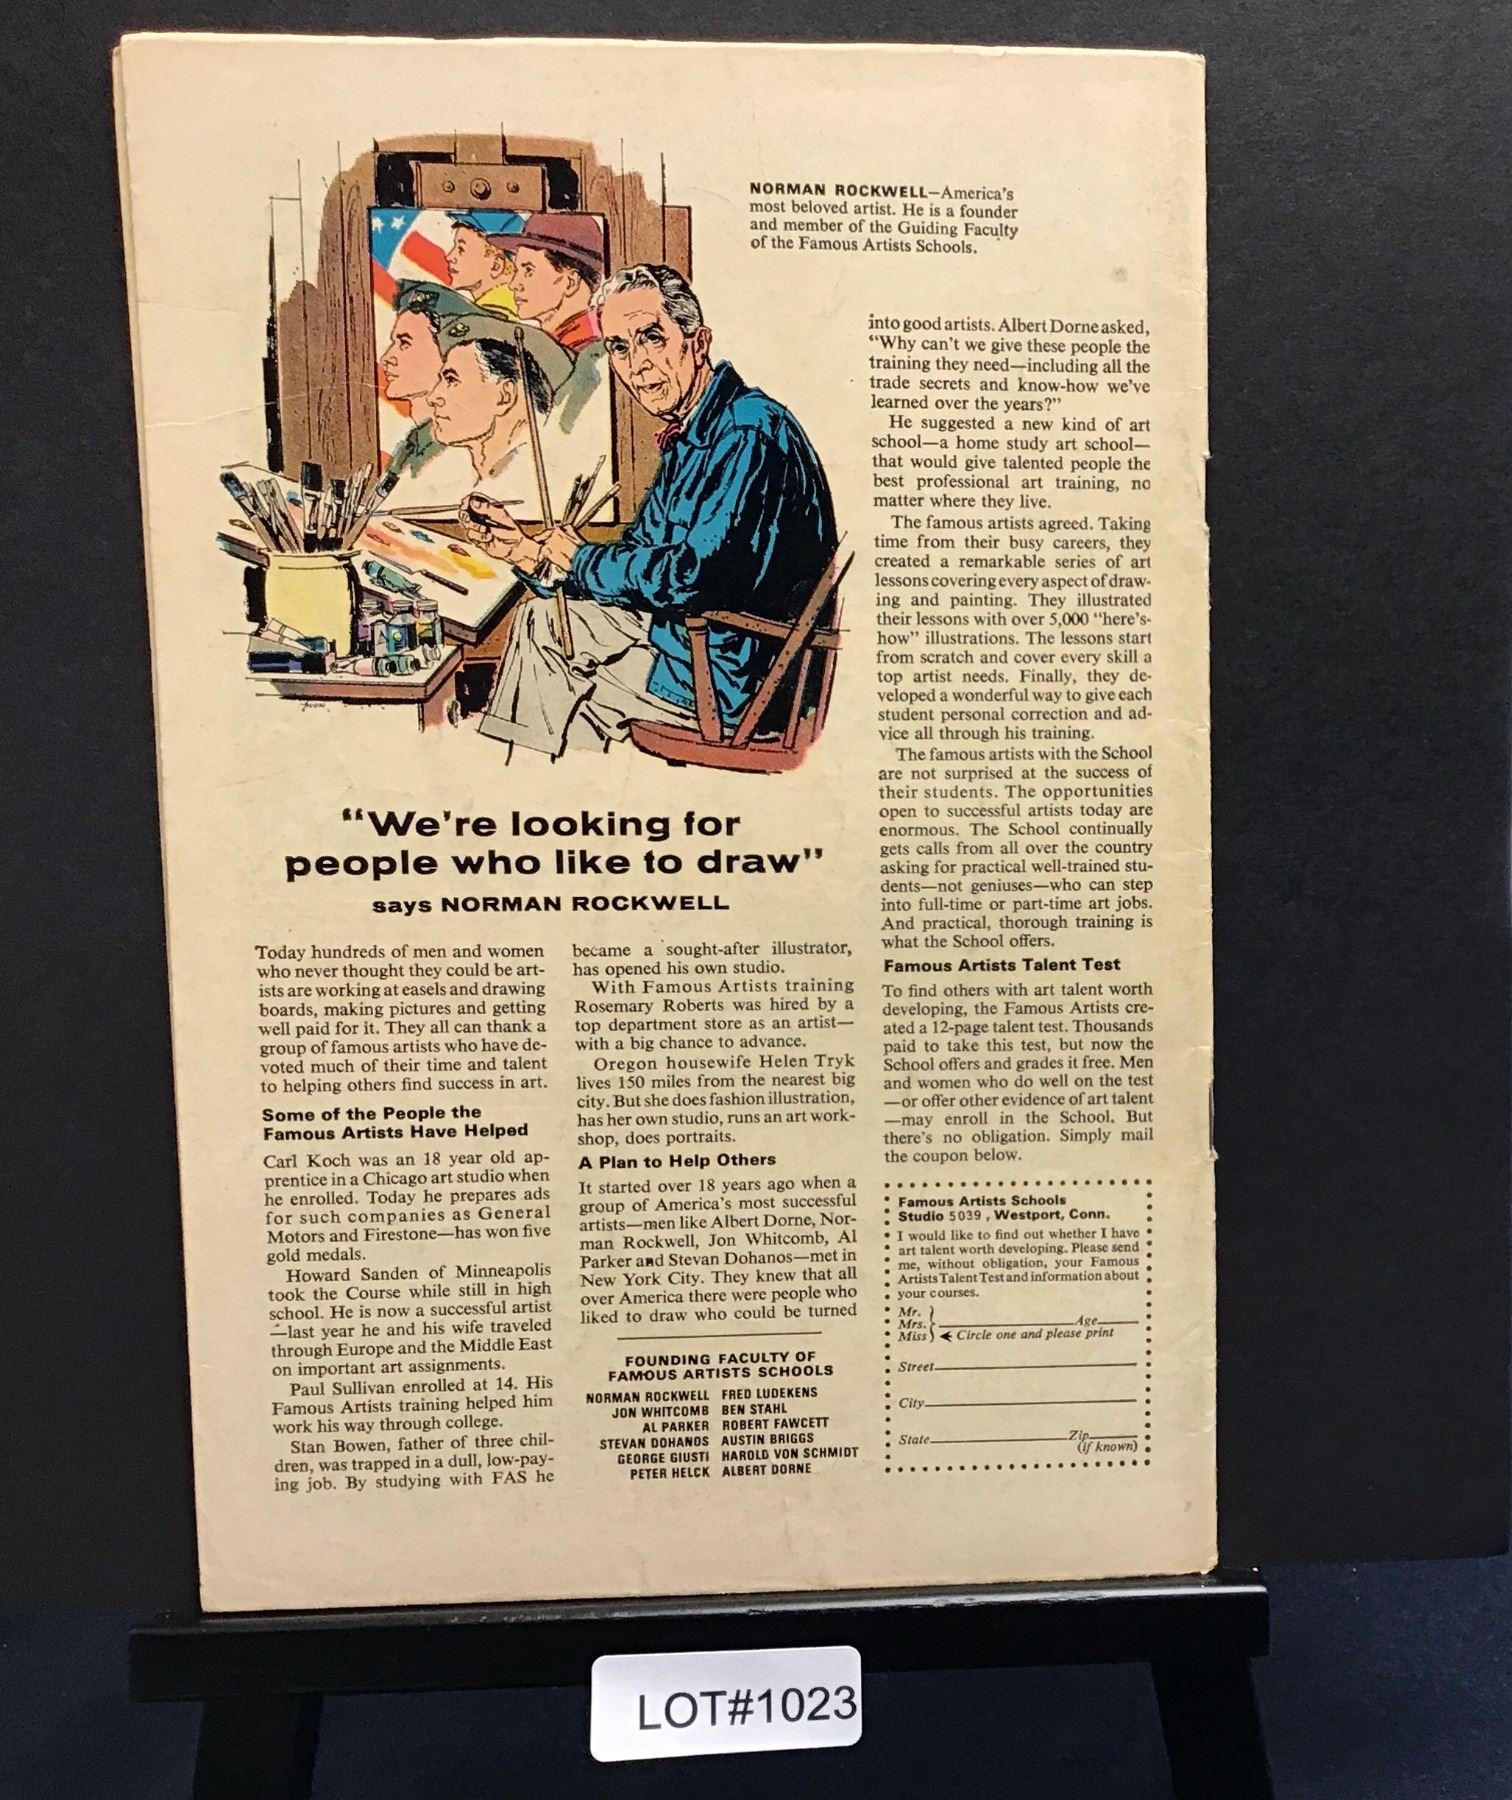 NORMAN ROCKWELL—America's
most beloved artist. He is a founder
and member of the Guiding Faculty
of the Famous Artists Schools.
"We're looking for
people who like to draw"
says NORMAN ROCKWELL
Today hundreds of men and women
who never thought they could be art-
ists are working at easels and drawing
boards, making pictures and getting
well paid for it. They all can thank a
group of famous artists who have de-
voted much of their time and talent
to helping others find success in art.
Some of the People the
Famous Artists Have Helped
Carl Koch was an 18 year old ap-
prentice in a Chicago art studio when
he enrolled. Today he prepares ads
for such companies as General
Motors and Firestone—has won five
gold medals.
Howard Sanden of Minneapolis
took the Course while still in high
school. He is now a successful artist
—last year he and his wife traveled
through Europe and the Middle East
on important art assignments.
Paul Sullivan enrolled at 14. His
Famous Artists training helped him
work his way through college.
Stan Bowen, father of three chil-
dren, was trapped in a dull, low-pay-
ing job. By studying with FAS he
became a sought-after illustrator,
has opened his own studio.
With Famous Artists training
Rosemary Roberts was hired by a
top department store as an artist—
with a big chance to advance.
Oregon housewife Helen Tryk
lives 150 miles from the nearest big
city. But she does fashion illustration,
has her own studio, runs an art work-
shop, does portraits.
A Plan to Help Others
It started over 18 years ago when a
group of America's most successful
artists—men like Albert Dorne, Nor-
man Rockwell, Jon Whitcomb, Al
Parker and Stevan Dohanos—met in
New York City. They knew that all
over America there were people who
liked to draw who could be turned
FOUNDING FACULTY OF
FAMOUS ARTISTS SCHOOLS
NORMAN ROCKWELL FRED LUDEKENS
JON WHITCOMB BEN STAHL
AL PARKER ROBERT FAWCETT
STEVAN DOHANOS AUSTIN BRIGGS
GEORGE GIUSTI HAROLD VON SCHMIDT
PETER HELCK ALBERT DORNE
into good artists. Albert Dorne asked,
"Why can't we give these people the
training they need—including all the
trade secrets and know-how we've
learned over the years?"
He suggested a new kind of art
school—a home study art school—
that would give talented people the
best professional art training, no
matter where they live.
The famous artists agreed. Taking
time from their busy careers, they
created a remarkable series of art
lessons covering every aspect of draw-
ing and painting. They illustrated
their lessons with over 5,000 "here's-
how" illustrations. The lessons start
from scratch and cover every skill a
top artist needs. Finally, they de-
veloped a wonderful way to give each
student personal correction and ad-
vice all through his training.
The famous artists with the School
are not surprised at the success of
their students. The opportunities
open to successful artists today are
enormous. The School continually
gets calls from all over the country
asking for practical well-trained stu-
dents—not geniuses—who can step
into full-time or part-time art jobs.
And practical, thorough training is
what the School offers.
Famous Artists Talent Test
To find others with art talent worth
developing, the Famous Artists cre-
ated a 12-page talent test. Thousands
paid to take this test, but now the
School offers and grades it free. Men
and women who do well on the test
—or offer other evidence of art talent
—may enroll in the School. But
there's no obligation. Simply mail
the coupon below.
Famous Artists Schools
Studio 5039 , Westport, Conn.
I would like to find out whether I have
art talent worth developing. Please send
me, without obligation, your Famous
Artists Talent Test and information about
your courses.
Mr.
Mrs. Age
Miss Circle one and please print
Street
City
State Zip
(if known)
LOT#1023